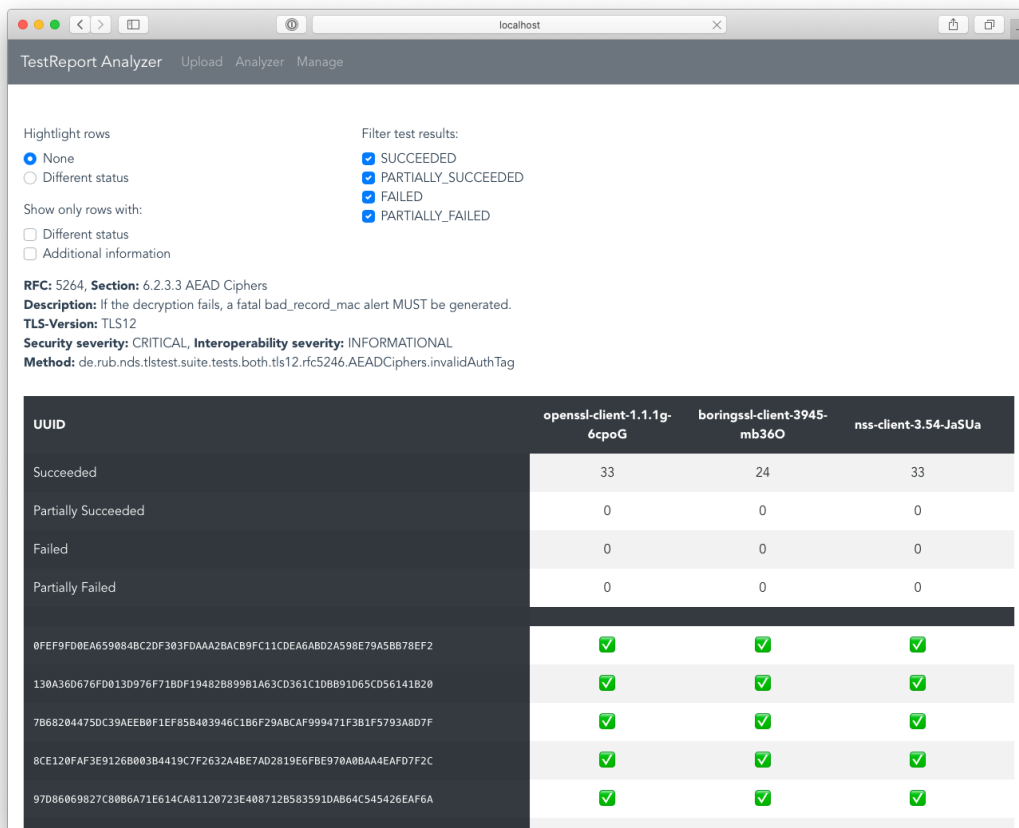 localhost
TestReport Analyzer Upload Analyzer Manage
Hightlight rows
None
Different status
Show only rows with:
Different status
Additional information
Filter test results:
SUCCEEDED
PARTIALLY_SUCCEEDED
FAILED
PARTIALLY_FAILED
RFC: 5264, Section: 6.2.3.3 AEAD Ciphers
Description: If the decryption fails, a fatal bad_record_mac alert MUST be generated.
TLS-Version: TLS12
Security severity: CRITICAL, Interoperability severity: INFORMATIONAL
Method: de.rub.nds.tlstest.suite.tests.both.tls12.rfc5246.AEADCiphers.invalidAuthTag
UUID openssl-client-1.1.1g-6cpoG boringssl-client-3945-mb36O nss-client-3.54-JaSUa
Succeeded 33 24 33
Partially Succeeded 0 0 0
Failed 0 0 0
Partially Failed 0 0 0
0FEF9FD0EA659084BC2DF303FDAAA2BACB9FC11CDEA6ABD2A598E79A5BB78EF2
130A36D676FD013D976F71BDF19482B899B1A63CD361C1DBB91D65CD56141B20
7B68204475DC39AEEB0F1EF85B403946C1B6F29ABCAF999471F3B1F5793A8D7F
8CE120FAF3E9126B003B4419C7F2632A4BE7AD2819E6FBE970A0BAA4EAFD7F2C
97D86069827C80B6A71E614CA81120723E408712B583591DAB64C545426EAF6A